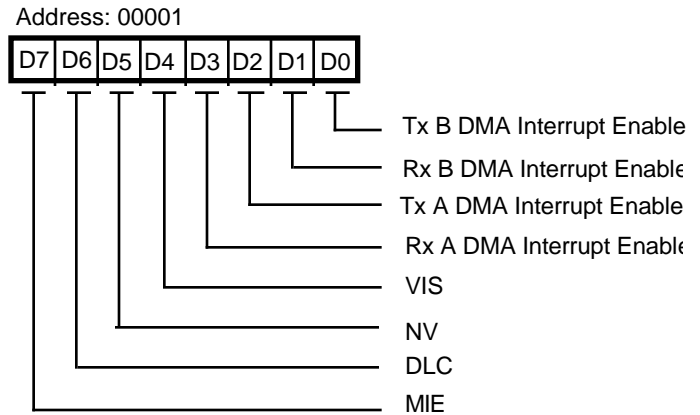 Address: 00001
D7 D6 D5 D4 D3 D2 D1 D0
Tx B DMA Interrupt Enable
Rx B DMA Interrupt Enable
Tx A DMA Interrupt Enable
Rx A DMA Interrupt Enable
VIS
NV
DLC
MIE